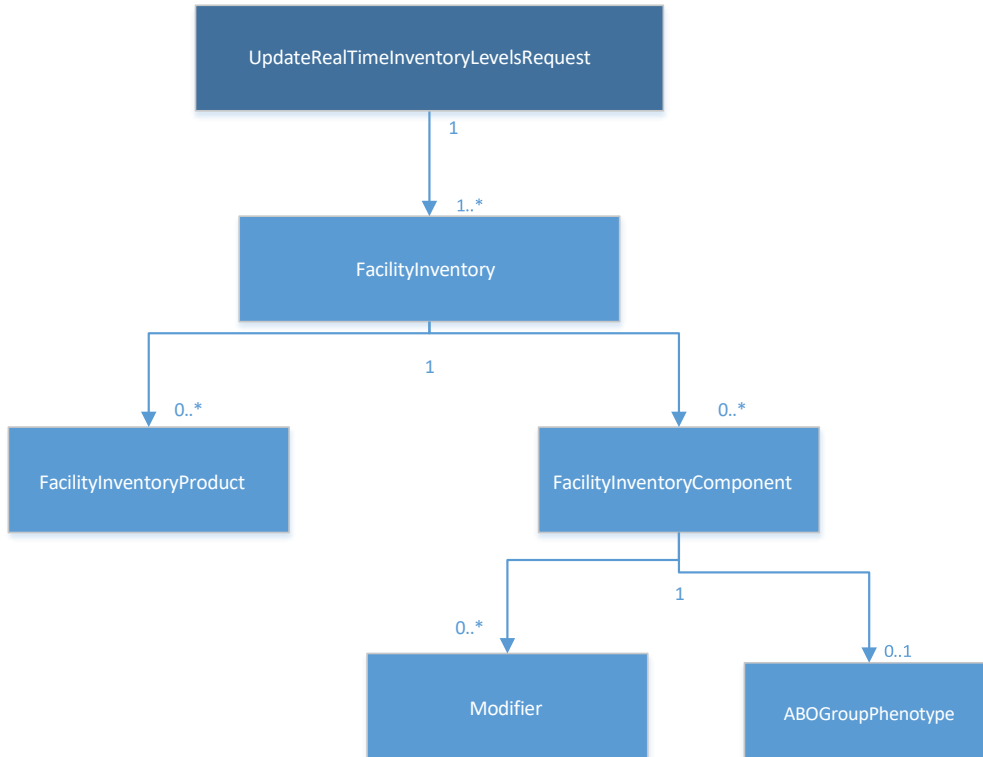 UpdateRealTimeInventoryLevelsRequest
1
1..*
FacilityInventory
1
0..*
0..*
FacilityInventoryProduct
FacilityInventoryComponent
1
0..*
0..1
Modifier
ABOGroupPhenotype